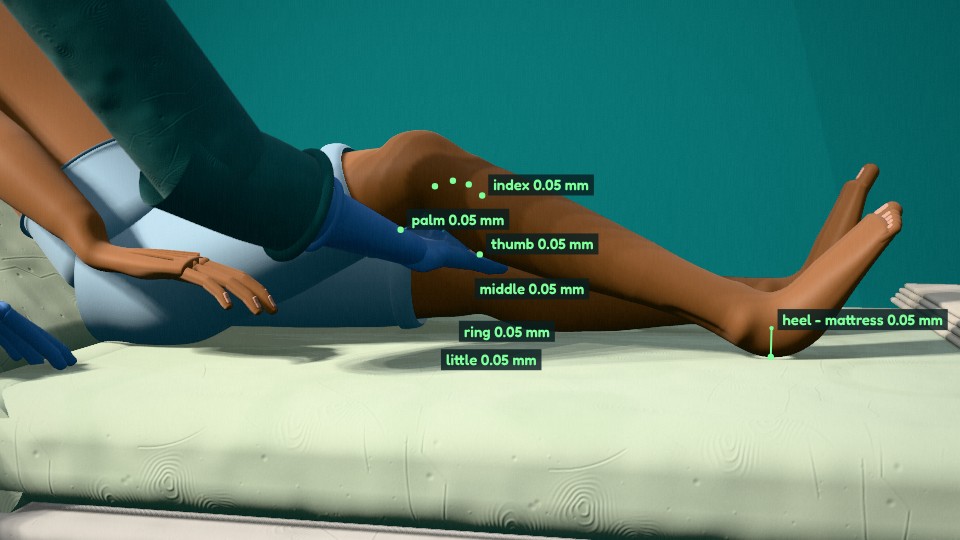 index 0.05 mm
palm 0.05 mm
thumb 0.05 mm
middle 0.05 mm
heel - mattress 0.05 mm
ring 0.05 mm
little 0.05 mm